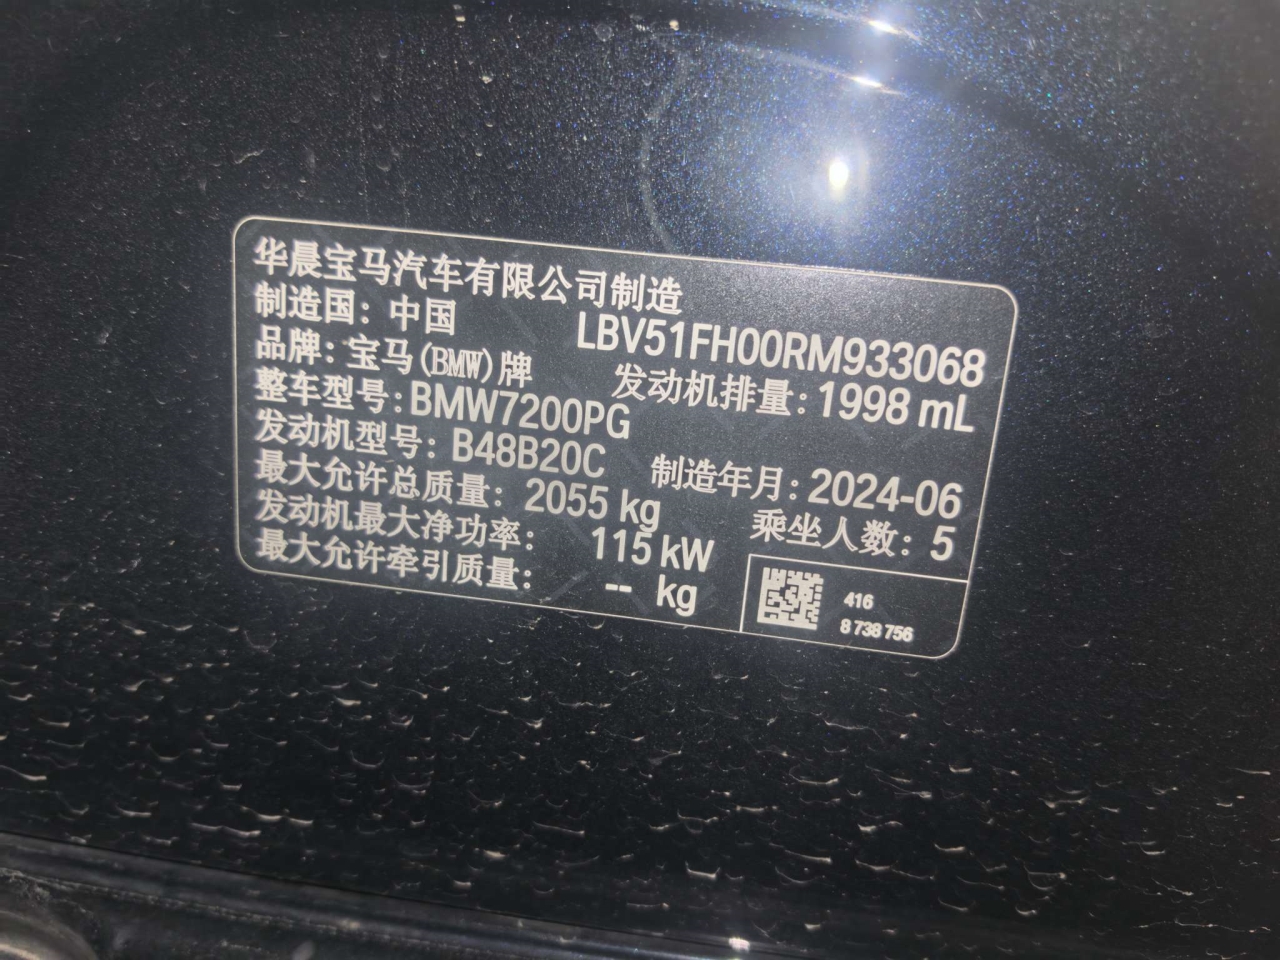 华晨宝马汽车有限公司制造
制造国：中国
LBV51FH00RM933068
品牌：宝马(BMW)牌
发动机排量：1998 mL
整车型号：BMW7200PG
发动机型号：B48B20C
制造年月：2024-06
最大允许总质量：2055 kg
乘坐人数：5
发动机最大净功率：115 kW
最大允许牵引质量：-- kg
416
8 738 756